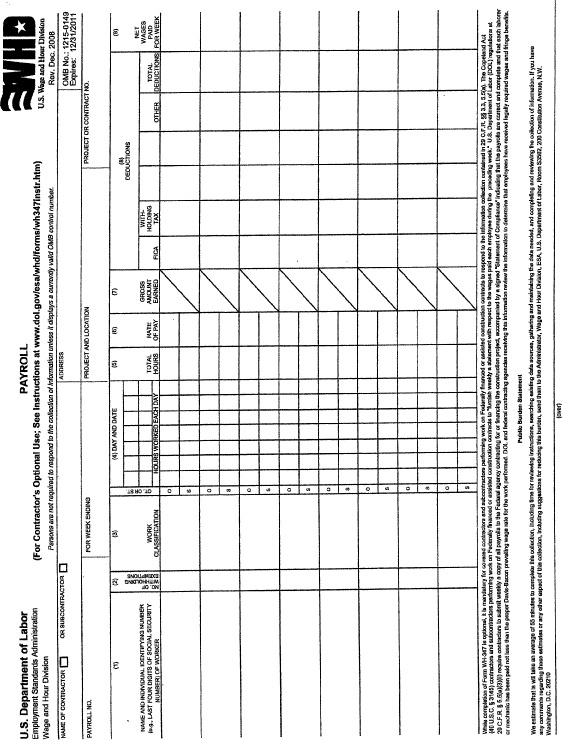 U.S. Department of Labor
PAYROLL
Employment Standards Administration
(For Contractor's Optional Use; See Instructions at www.dol.gov/esa/whd/forms/wh347instr.htm)
Wage and Hour Division
Persons are not required to respond to the collection of information unless it displays a currently valid OMB control number.
WHD
U.S. Wage and Hour Division
Rev. Dec. 2008
NAME OF CONTRACTOR
OR SUBCONTRACTOR
ADDRESS
OMB No.: 1215-0149
Expires: 12/31/2011
PAYROLL NO.
FOR WEEK ENDING
PROJECT AND LOCATION
PROJECT OR CONTRACT NO.
(1)
NAME AND INDIVIDUAL IDENTIFYING NUMBER
(e.g., LAST FOUR DIGITS OF SOCIAL SECURITY
NUMBER) OF WORKER
(2)
NO. OF
WITHHOLDING
EXEMPTIONS
(3)
WORK
CLASSIFICATION
OT. OR ST.
(4) DAY AND DATE
HOURS WORKED EACH DAY
(5)
TOTAL
HOURS
(6)
RATE
OF PAY
(7)
GROSS
AMOUNT
EARNED
(8)
DEDUCTIONS
FICA
WITH-
HOLDING
TAX
OTHER
TOTAL
DEDUCTIONS
(9)
NET
WAGES
PAID
FOR WEEK
O
S
O
S
O
S
O
S
O
S
O
S
O
S
O
S
While completion of Form WH-347 is optional, it is mandatory for covered contractors and subcontractors performing work on Federally financed or assisted construction contracts to respond to the information collection contained in 29 C.F.R. §§ 3.3, 5.5(a). The Copeland Act
(40 U.S.C. § 3145) contractors and subcontractors performing work on Federally financed or assisted construction contracts to "furnish weekly a statement with respect to the wages paid each employee during the preceding week." U.S. Department of Labor (DOL) regulations at
29 C.F.R. § 5.5(a)(3)(ii) require contractors to submit weekly a copy of all payrolls to the Federal agency contracting for or financing the construction project, accompanied by a signed "Statement of Compliance" indicating that the payrolls are correct and complete and that each laborer
or mechanic has been paid not less than the proper Davis-Bacon prevailing wage rate for the work performed. DOL and federal contracting agencies receiving this information review the information to determine that employees have received legally required wages and fringe benefits.
Public Burden Statement
We estimate that it will take an average of 55 minutes to complete this collection, including time for reviewing instructions, searching existing data sources, gathering and maintaining the data needed, and completing and reviewing the collection of information. If you have
any comments regarding these estimates or any other aspect of this collection, including suggestions for reducing this burden, send them to the Administrator, Wage and Hour Division, ESA, U.S. Department of Labor, Room S3502, 200 Constitution Avenue, N.W.
Washington, D.C. 20210
(over)